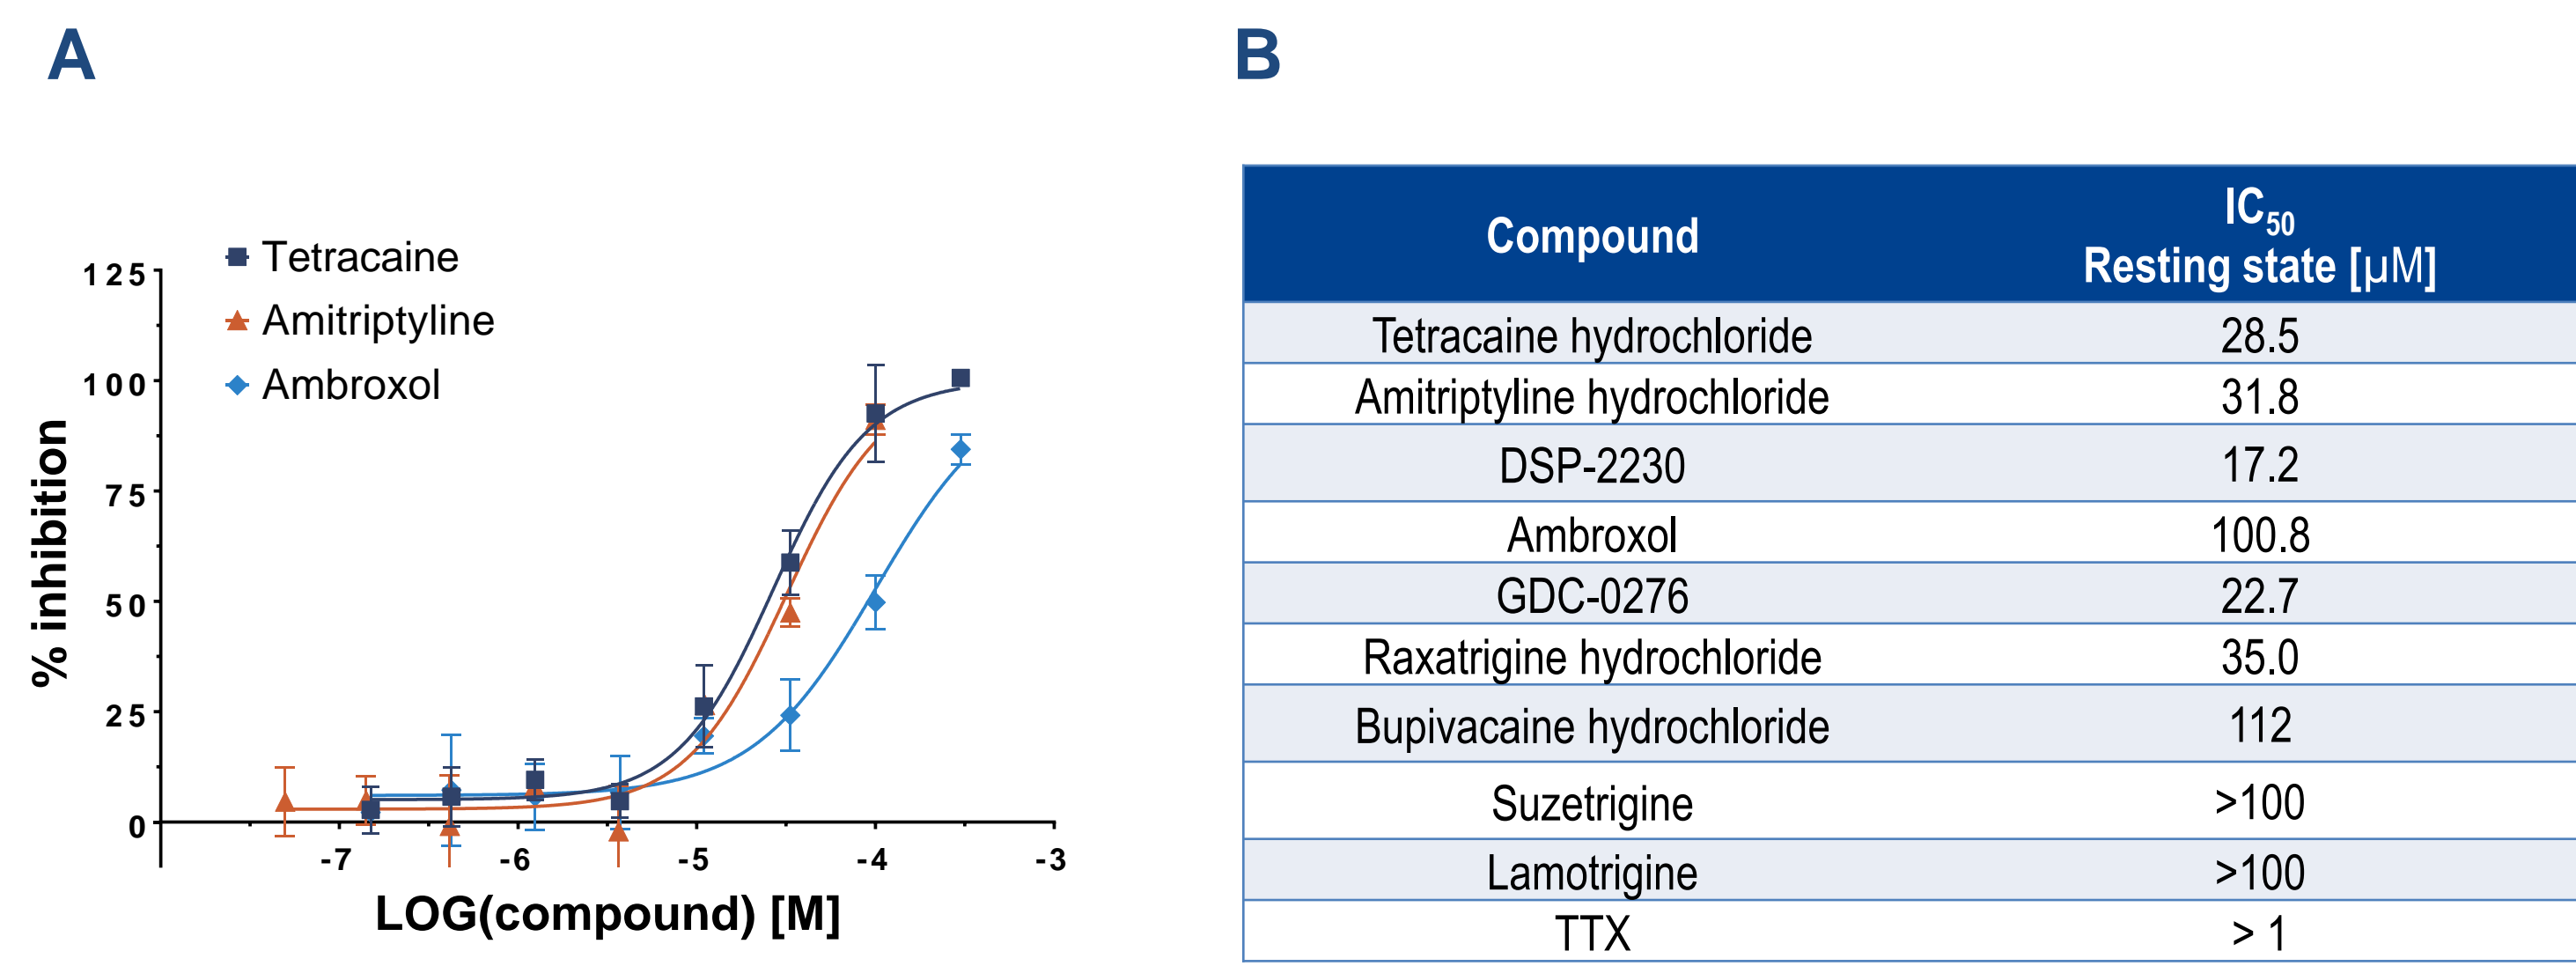 A
B
Tetracaine
Amitriptyline
Ambroxol
125
100
75
50
25
0
% inhibition
-7 -6 -5 -4 -3
LOG(compound) [M]
Compound IC50 Resting state [µM]
Tetracaine hydrochloride 28.5
Amitriptyline hydrochloride 31.8
DSP-2230 17.2
Ambroxol 100.8
GDC-0276 22.7
Raxatrigine hydrochloride 35.0
Bupivacaine hydrochloride 112
Suzetrigine >100
Lamotrigine >100
TTX > 1